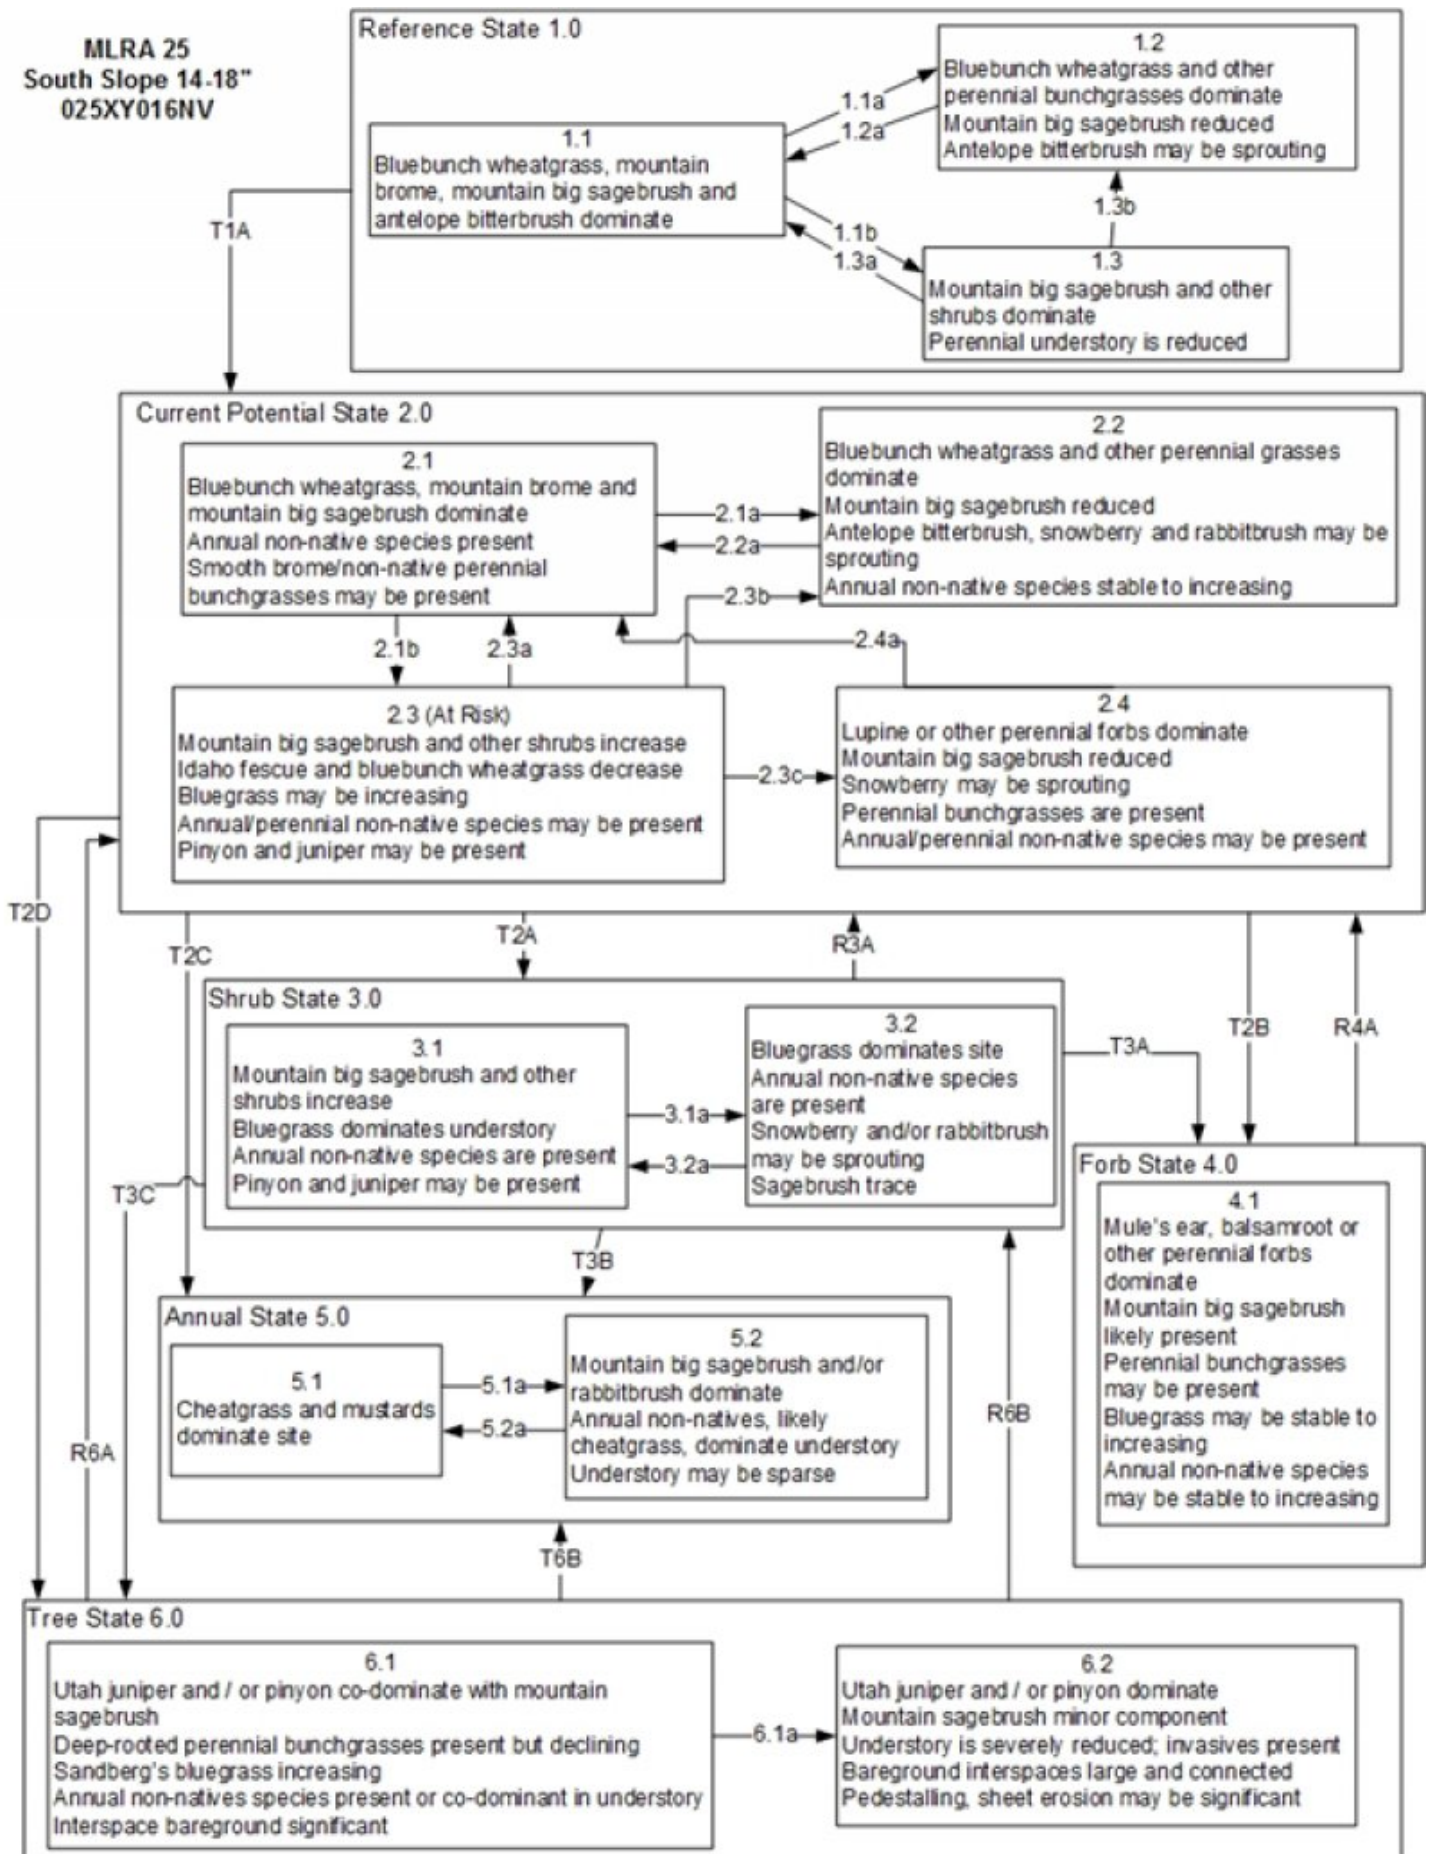 MLRA 25
South Slope 14-18"
025XY016NV
Reference State 1.0
1.1
Bluebunch wheatgrass, mountain
brome, mountain big sagebrush and
antelope bitterbrush dominate
1.1a
1.2a
1.2
Bluebunch wheatgrass and other
perennial bunchgrasses dominate
Mountain big sagebrush reduced
Antelope bitterbrush may be sprouting
1.3b
1.1b
1.3a
1.3
Mountain big sagebrush and other
shrubs dominate
Perennial understory is reduced
T1A
Current Potential State 2.0
2.1
Bluebunch wheatgrass, mountain brome and
mountain big sagebrush dominate
Annual non-native species present
Smooth brome/non-native perennial
bunchgrasses may be present
2.1a
2.2a
2.2
Bluebunch wheatgrass and other perennial grasses
dominate
Mountain big sagebrush reduced
Antelope bitterbrush, snowberry and rabbitbrush may be
sprouting
Annual non-native species stable to increasing
2.3b
2.1b
2.3a
2.4a
2.3 (At Risk)
Mountain big sagebrush and other shrubs increase
Idaho fescue and bluebunch wheatgrass decrease
Bluegrass may be increasing
Annual/perennial non-native species may be present
Pinyon and juniper may be present
2.3c
2.4
Lupine or other perennial forbs dominate
Mountain big sagebrush reduced
Snowberry may be sprouting
Perennial bunchgrasses are present
Annual/perennial non-native species may be present
T2D
T2C
T2A
R3A
T2B
R4A
Shrub State 3.0
3.1
Mountain big sagebrush and other
shrubs increase
Bluegrass dominates understory
Annual non-native species are present
Pinyon and juniper may be present
3.1a
3.2a
3.2
Bluegrass dominates site
Annual non-native species
are present
Snowberry and/or rabbitbrush
may be sprouting
Sagebrush trace
T3A
T3C
T3B
Forb State 4.0
4.1
Mule's ear, balsamroot or
other perennial forbs
dominate
Mountain big sagebrush
likely present
Perennial bunchgrasses
may be present
Bluegrass may be stable to
increasing
Annual non-native species
may be stable to increasing
Annual State 5.0
5.1
Cheatgrass and mustards
dominate site
5.1a
5.2a
5.2
Mountain big sagebrush and/or
rabbitbrush dominate
Annual non-natives, likely
cheatgrass, dominate understory
Understory may be sparse
R6A
R6B
T6B
Tree State 6.0
6.1
Utah juniper and / or pinyon co-dominate with mountain
sagebrush
Deep-rooted perennial bunchgrasses present but declining
Sandberg's bluegrass increasing
Annual non-natives species present or co-dominant in understory
Interspace bareground significant
6.1a
6.2
Utah juniper and / or pinyon dominate
Mountain sagebrush minor component
Understory is severely reduced; invasives present
Bareground interspaces large and connected
Pedestalling, sheet erosion may be significant